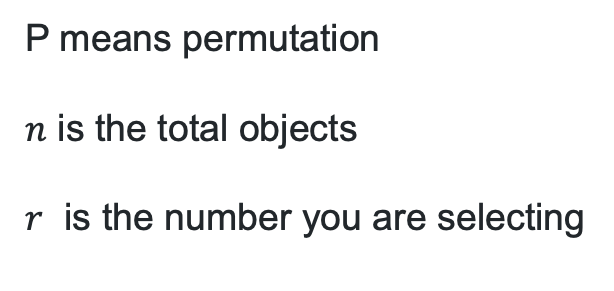 P means permutation
n is the total objects
r is the number you are selecting